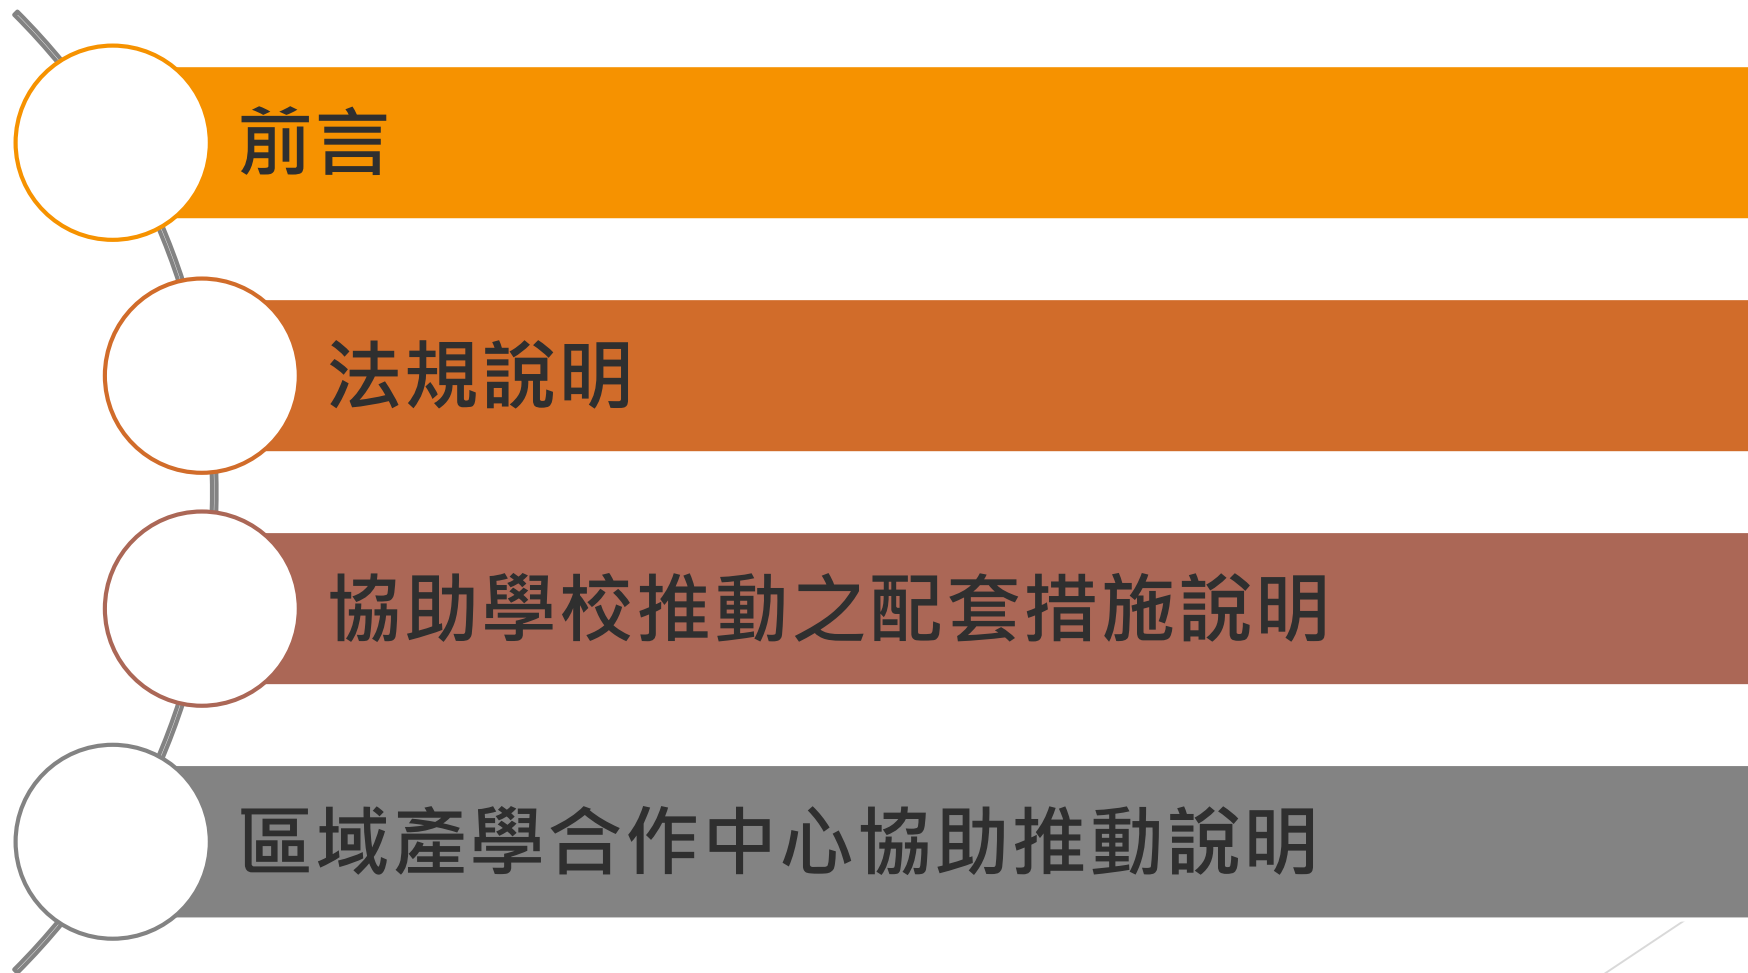 前言
法規說明
協助學校推動之配套措施說明
區域產學合作中心協助推動說明